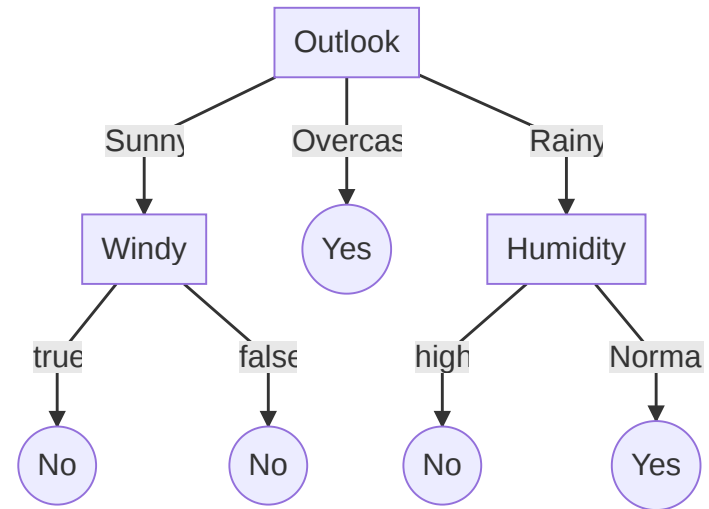 Outlook
Sunny
Overcas
Rainy
Windy
Yes
Humidity
true
false
high
Norma
No
No
No
Yes